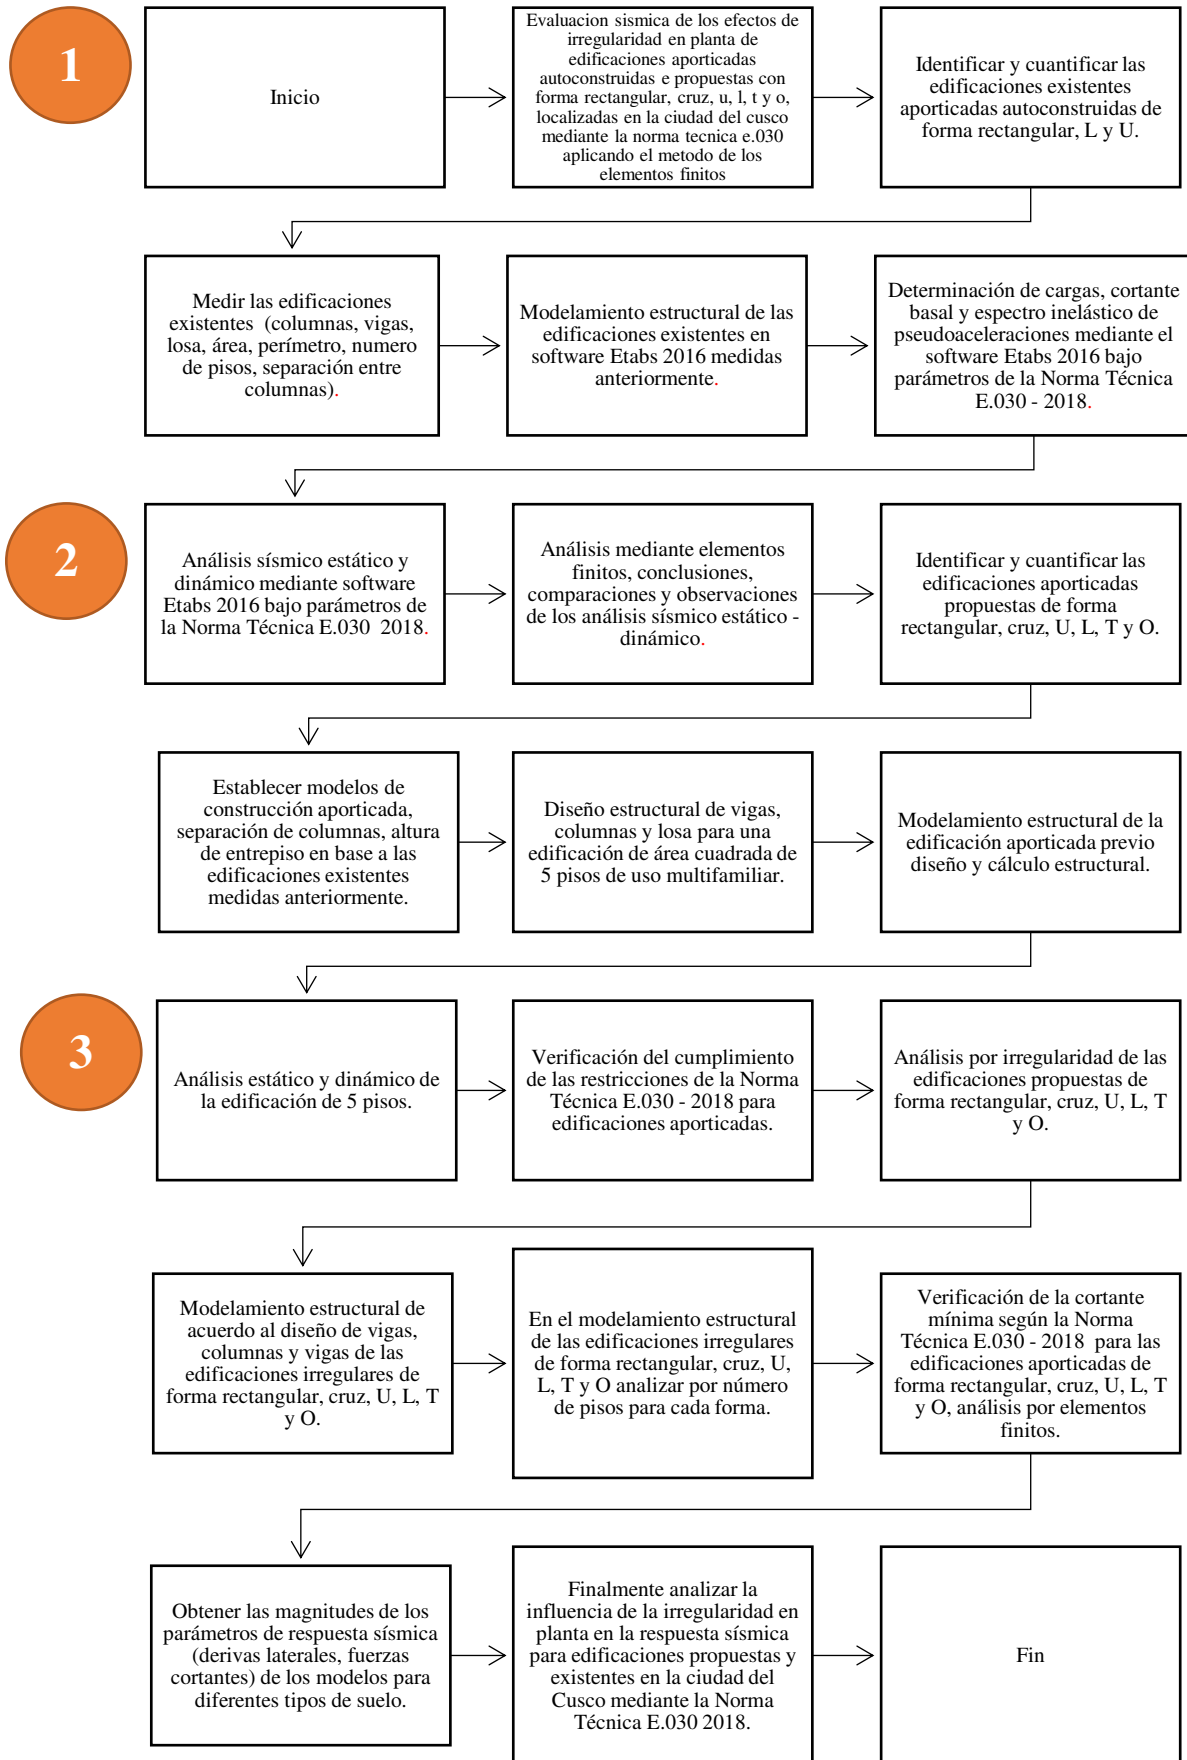 1
Inicio
Evaluacion sismica de los efectos de
irregularidad en planta de
edificaciones aporticadas
autoconstruidas e propuestas con
forma rectangular, cruz, u, l, t y o,
localizadas en la ciudad del cusco
mediante la norma tecnica e.030
aplicando el metodo de los
elementos finitos
Identificar y cuantificar las
edificaciones existentes
aporticadas autoconstruidas de
forma rectangular, L y U.
Medir las edificaciones
existentes (columnas, vigas,
losa, área, perímetro, numero
de pisos, separación entre
columnas).
Modelamiento estructural de las
edificaciones existentes en
software Etabs 2016 medidas
anteriormente.
Determinación de cargas, cortante
basal y espectro inelástico de
pseudoaceleraciones mediante el
software Etabs 2016 bajo
parámetros de la Norma Técnica
E.030 - 2018.
2
Análisis sísmico estático y
dinámico mediante software
Etabs 2016 bajo parámetros de
la Norma Técnica E.030 2018.
Análisis mediante elementos
finitos, conclusiones,
comparaciones y observaciones
de los análisis sísmico estático -
dinámico.
Identificar y cuantificar las
edificaciones aporticadas
propuestas de forma
rectangular, cruz, U, L, T y O.
Establecer modelos de
construcción aporticada,
separación de columnas, altura
de entrepiso en base a las
edificaciones existentes
medidas anteriormente.
Diseño estructural de vigas,
columnas y losa para una
edificación de área cuadrada de
5 pisos de uso multifamiliar.
Modelamiento estructural de la
edificación aporticada previo
diseño y cálculo estructural.
3
Análisis estático y dinámico de
la edificación de 5 pisos.
Verificación del cumplimiento
de las restricciones de la Norma
Técnica E.030 - 2018 para
edificaciones aporticadas.
Análisis por irregularidad de las
edificaciones propuestas de
forma rectangular, cruz, U, L, T
y O.
Modelamiento estructural de
acuerdo al diseño de vigas,
columnas y vigas de las
edificaciones irregulares de
forma rectangular, cruz, U, L, T
y O.
En el modelamiento estructural
de las edificaciones irregulares
de forma rectangular, cruz, U,
L, T y O analizar por número
de pisos para cada forma.
Verificación de la cortante
mínima según la Norma
Técnica E.030 - 2018 para las
edificaciones aporticadas de
forma rectangular, cruz, U, L, T
y O, análisis por elementos
finitos.
Obtener las magnitudes de los
parámetros de respuesta sísmica
(derivas laterales, fuerzas
cortantes) de los modelos para
diferentes tipos de suelo.
Finalmente analizar la
influencia de la irregularidad en
planta en la respuesta sísmica
para edificaciones propuestas y
existentes en la ciudad del
Cusco mediante la Norma
Técnica E.030 2018.
Fin